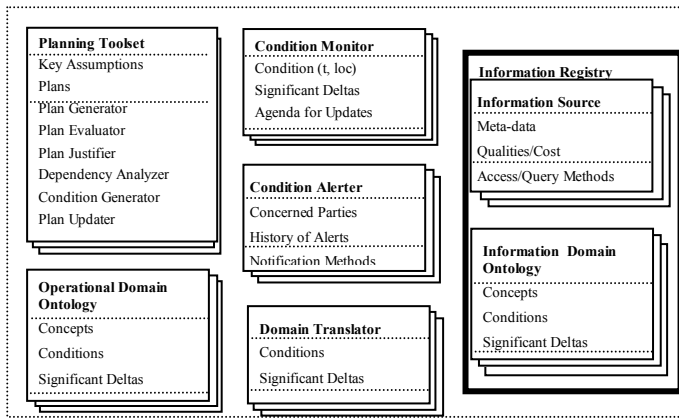 Planning Toolset
Key Assumptions
Plans
Plan Generator
Plan Evaluator
Plan Justifier
Dependency Analyzer
Condition Generator
Plan Updater
Operational Domain
Ontology
Concepts
Conditions
Significant Deltas
Condition Monitor
Condition (t, loc)
Significant Deltas
Agenda for Updates
Condition Alerter
Concerned Parties
History of Alerts
Notification Methods
Domain Translator
Conditions
Significant Deltas
Information Registry
Information Source
Meta-data
Qualities/Cost
Access/Query Methods
Information Domain
Ontology
Concepts
Conditions
Significant Deltas